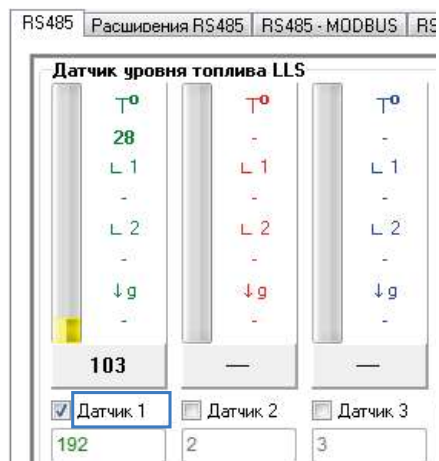 RS485 Расширения RS485 RS485 - MODBUS RS
Датчик уровня топлива LLS
T° T° T°
28 - -
∟ 1 ∟ 1 ∟ 1
- - -
∟ 2 ∟ 2 ∟ 2
- - -
↓g ↓g ↓g
- - -
103 — —
Датчик 1 Датчик 2 Датчик 3
192 2 3